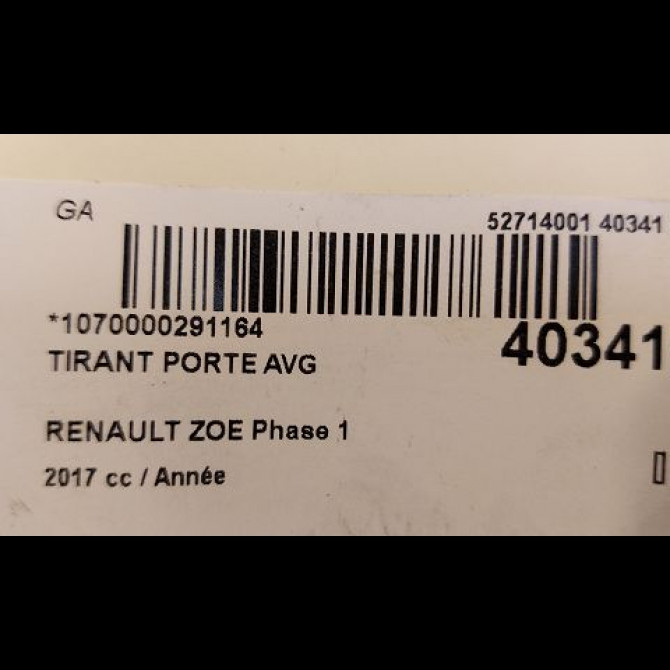 GA
52714001 40341
*1070000291164
40341
TIRANT PORTE AVG
RENAULT ZOE Phase 1
2017 cc / Année